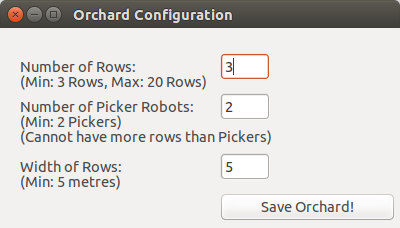 Orchard Configuration
Number of Rows:
(Min: 3 Rows, Max: 20 Rows)
3
Number of Picker Robots:
(Min: 2 Pickers)
(Cannot have more rows than Pickers)
2
Width of Rows:
(Min: 5 metres)
5
Save Orchard!